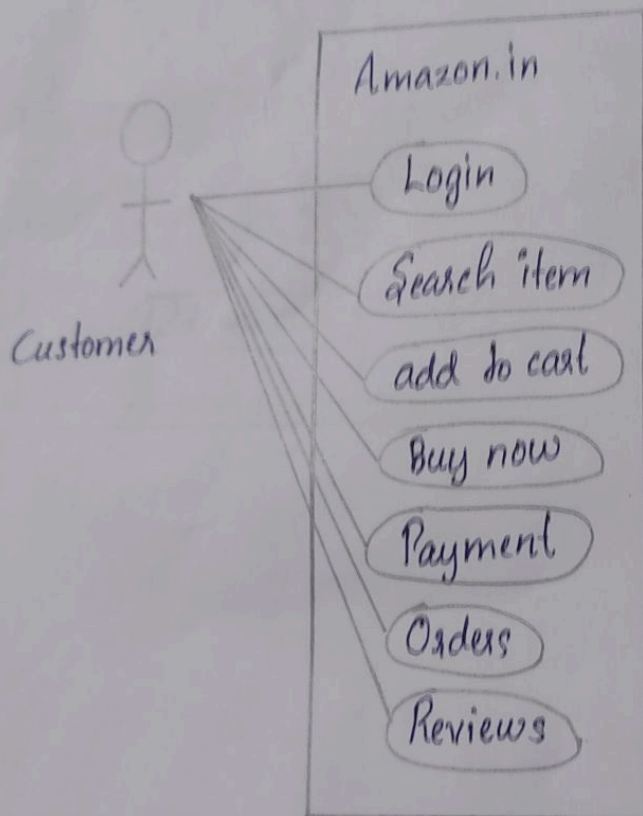 Amazon.in
Login
Search item
Customer
add to cart
Buy now
Payment
Orders
Reviews